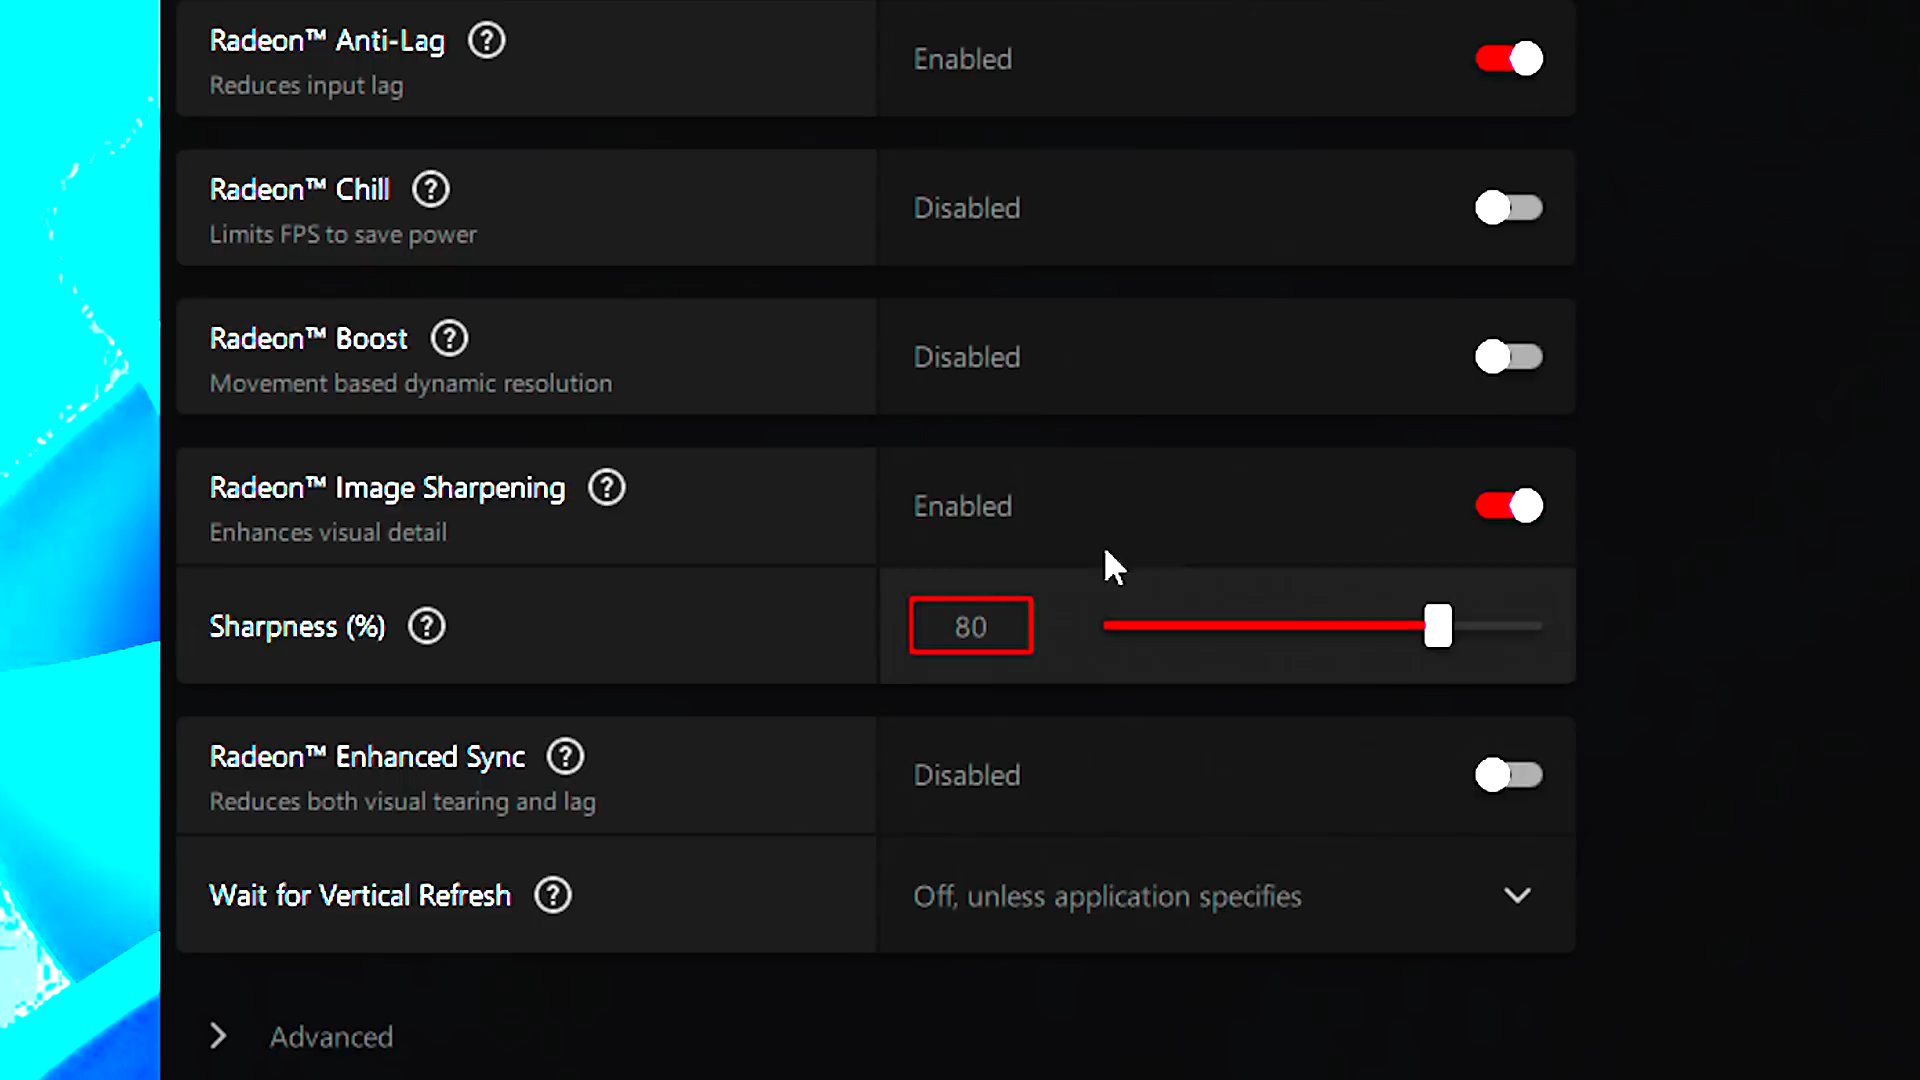 Radeon™ Anti-Lag
Enabled
Reduces input lag
Radeon™ Chill
Disabled
Limits FPS to save power
Radeon™ Boost
Disabled
Movement based dynamic resolution
Radeon™ Image Sharpening
Enabled
Enhances visual detail
Sharpness (%)
80
Radeon™ Enhanced Sync
Disabled
Reduces both visual tearing and lag
Wait for Vertical Refresh
Off, unless application specifies
Advanced